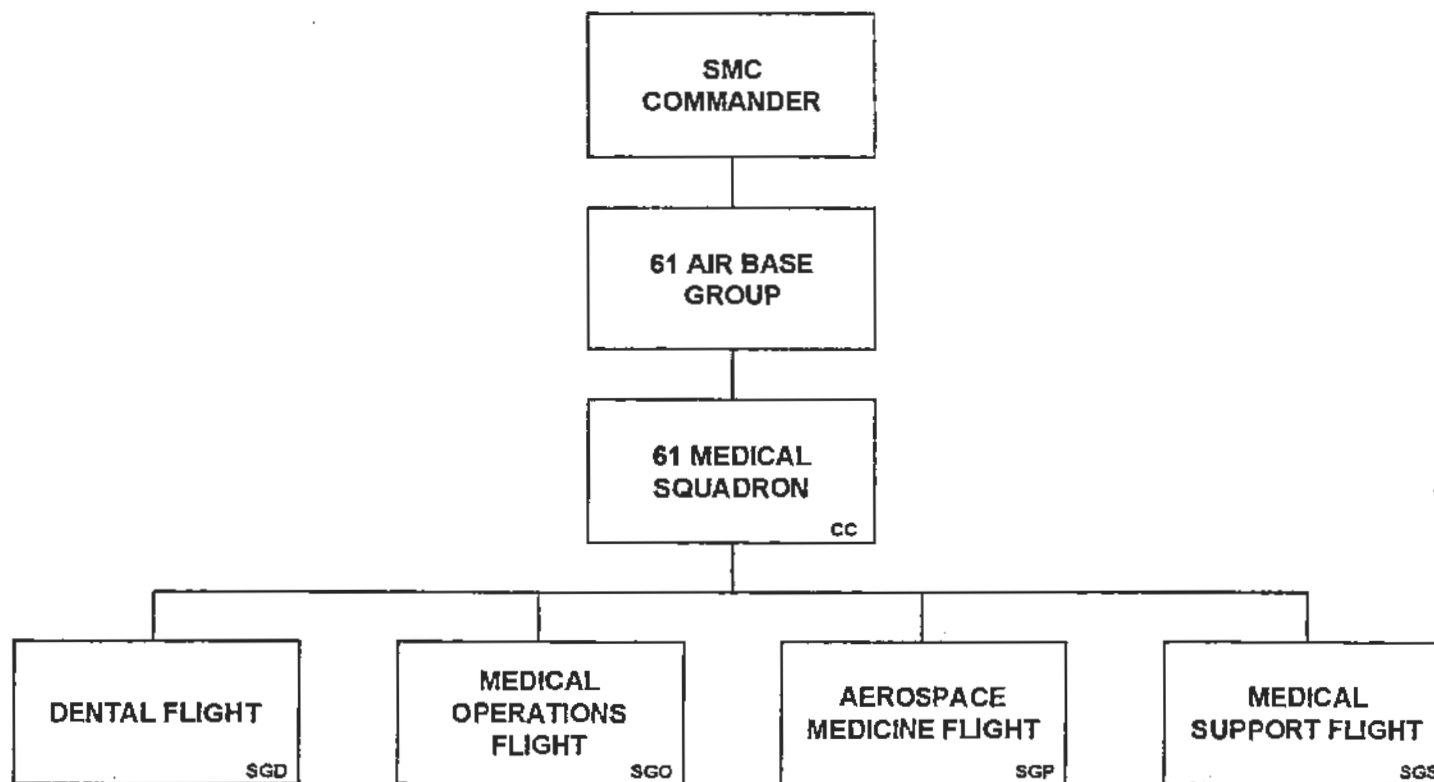 SMC
COMMANDER
61 AIR BASE
GROUP
61 MEDICAL
SQUADRON
CC
DENTAL FLIGHT
SGD
MEDICAL
OPERATIONS
FLIGHT
SGO
AEROSPACE
MEDICINE FLIGHT
SGP
MEDICAL
SUPPORT FLIGHT
SGS